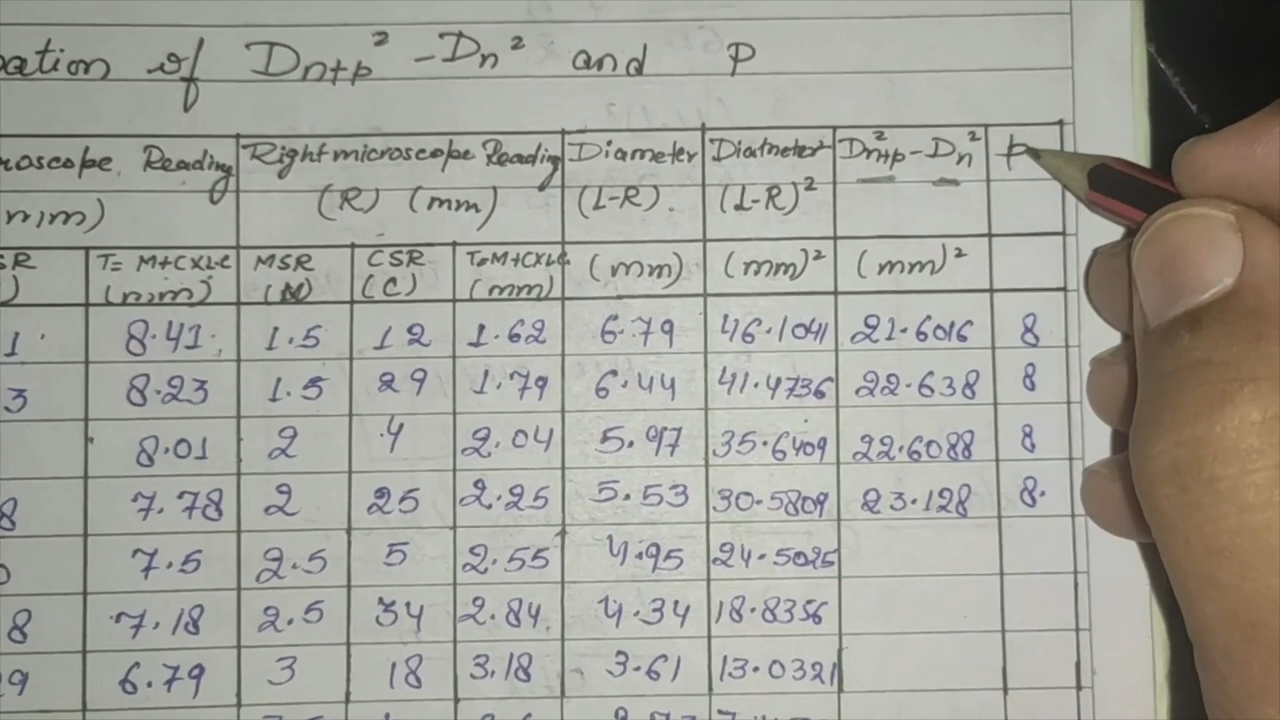 of Dn+p² - Dn² and P
Reading Right microscope Reading Diameter Diameter² D²n+p - Dn² p
(R) (mm) (L-R). (L-R)²
T= M+CXLC MSR CSR T=M+CXLC (mm) (mm)² (mm)²
(mm) (M) (C) (mm)
1 8.41 1.5 12 1.62 6.79 46.1041 21.6016 8
3 8.23 1.5 29 1.79 6.44 41.4736 22.638 8
8.01 2 4 2.04 5.97 35.6409 22.6088 8
8 7.78 2 25 2.25 5.53 30.5809 23.128 8.
7.5 2.5 5 2.55 4.95 24.5025
8 7.18 2.5 34 2.84 4.34 18.8356
9 6.79 3 18 3.18 3.61 13.0321